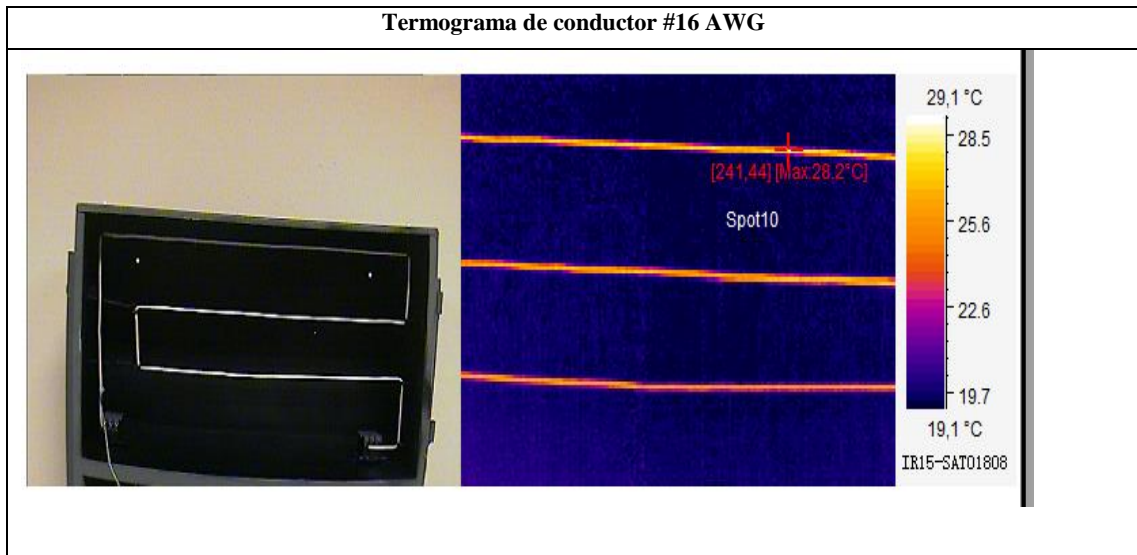 Termograma de conductor #16 AWG
29,1°C
28.5
[241,44] [Max:28.2°C]
Spot10
25.6
22.6
19.7
19,1°C
IR15-SAT01808